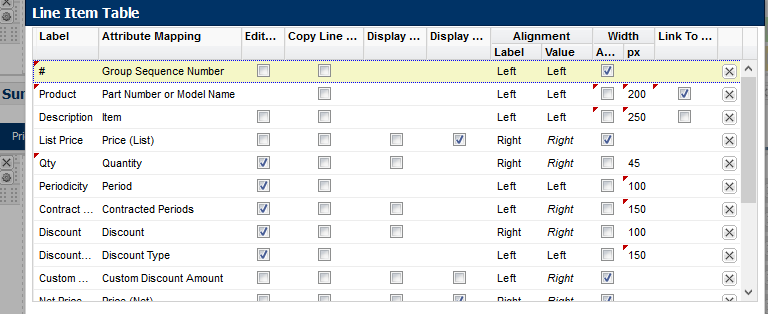 Line Item Table
Label Attribute Mapping Edit... Copy Line ... Display ... Display ... Alignment Width Link To ...
Label Value A... px
# Group Sequence Number Left Left
Product Part Number or Model Name Left Left 200
Description Item Left Left 250
List Price Price (List) Right Right
Qty Quantity Right Right 45
Periodicity Period Left Left 100
Contract ... Contracted Periods Left Right 150
Discount Discount Right Right 100
Discount... Discount Type Left Left 150
Custom ... Custom Discount Amount Left Right
Net Price Price (Net) Right Right
Sur
Pri